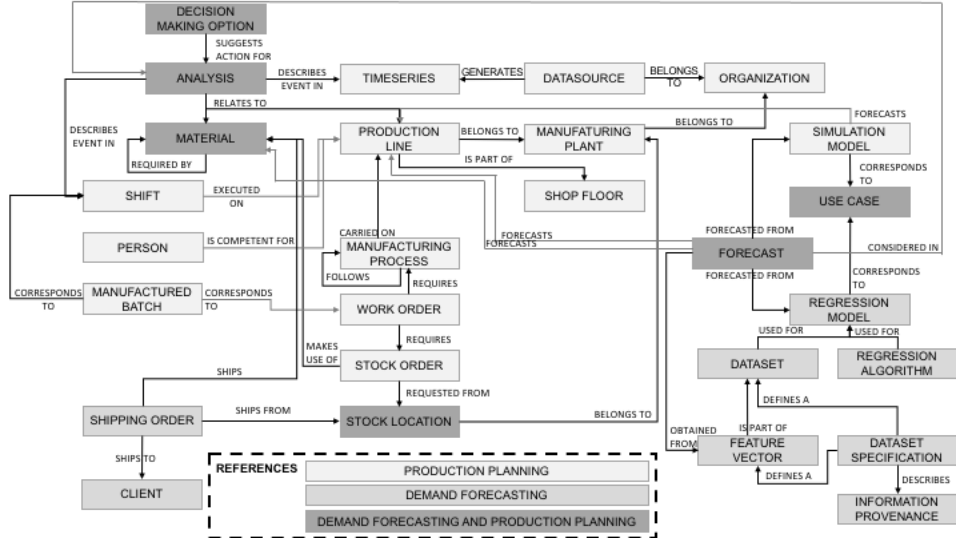 DECISION
MAKING OPTION
SUGGESTS
ACTION FOR
ANALYSIS
DESCRIBES
EVENT IN
TIMESERIES
GENERATES
DATASOURCE
BELONGS
TO
ORGANIZATION
RELATES TO
FORECASTS
DESCRIBES
EVENT IN
MATERIAL
PRODUCTION
LINE
BELONGS TO
MANUFATURING
PLANT
BELONGS TO
SIMULATION
MODEL
REQUIRED BY
IS PART OF
CORRESPONDS
TO
SHIFT
EXECUTED
ON
SHOP FLOOR
USE CASE
PERSON
IS COMPETENT FOR
CARRIED ON
FORECASTS
FORECASTS
FORECASTED FROM
MANUFACTURING
PROCESS
FORECAST
CONSIDERED IN
FOLLOWS
REQUIRES
FORECASTED FROM
CORRESPONDS
TO
CORRESPONDS
TO
MANUFACTURED
BATCH
CORRESPONDS
TO
WORK ORDER
REGRESSION
MODEL
REQUIRES
USED FOR
USED FOR
MAKES
USE OF
STOCK ORDER
DATASET
REGRESSION
ALGORITHM
SHIPS
REQUESTED FROM
DEFINES A
SHIPPING ORDER
SHIPS FROM
STOCK LOCATION
BELONGS TO
OBTAINED
FROM
IS PART OF
FEATURE
VECTOR
DATASET
SPECIFICATION
SHIPS TO
DEFINES A
DESCRIBES
CLIENT
INFORMATION
PROVENANCE
REFERENCES
PRODUCTION PLANNING
DEMAND FORECASTING
DEMAND FORECASTING AND PRODUCTION PLANNING